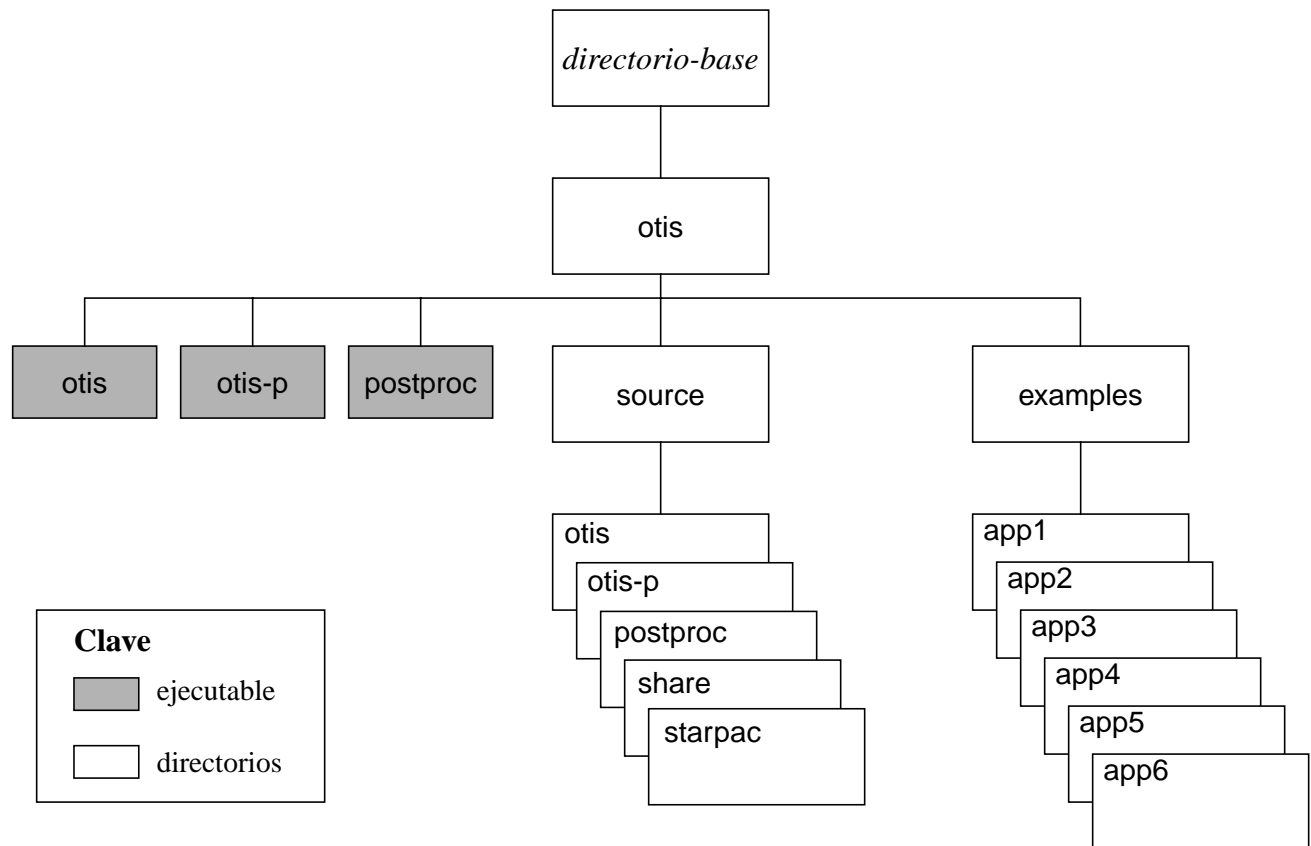 directorio-base
otis
otis
otis-p
postproc
source
examples
otis
otis-p
postproc
share
starpac
app1
app2
app3
app4
app5
app6
Clave
ejecutable
directorios